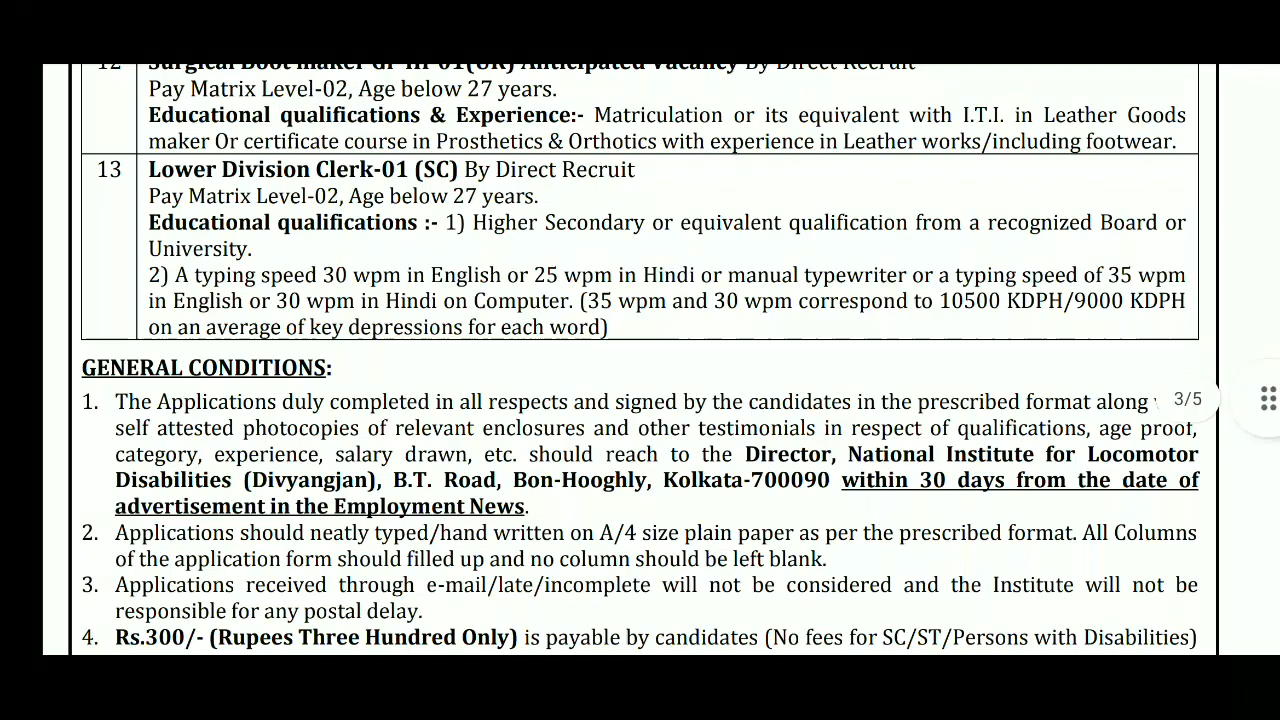 12 Surgical Boot maker Gr-III-01(UR) Anticipated Vacancy By Direct Recruit
Pay Matrix Level-02, Age below 27 years.
Educational qualifications & Experience:- Matriculation or its equivalent with I.T.I. in Leather Goods
maker Or certificate course in Prosthetics & Orthotics with experience in Leather works/including footwear.
13 Lower Division Clerk-01 (SC) By Direct Recruit
Pay Matrix Level-02, Age below 27 years.
Educational qualifications :- 1) Higher Secondary or equivalent qualification from a recognized Board or
University.
2) A typing speed 30 wpm in English or 25 wpm in Hindi or manual typewriter or a typing speed of 35 wpm
in English or 30 wpm in Hindi on Computer. (35 wpm and 30 wpm correspond to 10500 KDPH/9000 KDPH
on an average of key depressions for each word)
GENERAL CONDITIONS:
1. The Applications duly completed in all respects and signed by the candidates in the prescribed format along
3/5
self attested photocopies of relevant enclosures and other testimonials in respect of qualifications, age proof,
category, experience, salary drawn, etc. should reach to the Director, National Institute for Locomotor
Disabilities (Divyangjan), B.T. Road, Bon-Hooghly, Kolkata-700090 within 30 days from the date of
advertisement in the Employment News.
2. Applications should neatly typed/hand written on A/4 size plain paper as per the prescribed format. All Columns
of the application form should filled up and no column should be left blank.
3. Applications received through e-mail/late/incomplete will not be considered and the Institute will not be
responsible for any postal delay.
4. Rs.300/- (Rupees Three Hundred Only) is payable by candidates (No fees for SC/ST/Persons with Disabilities)